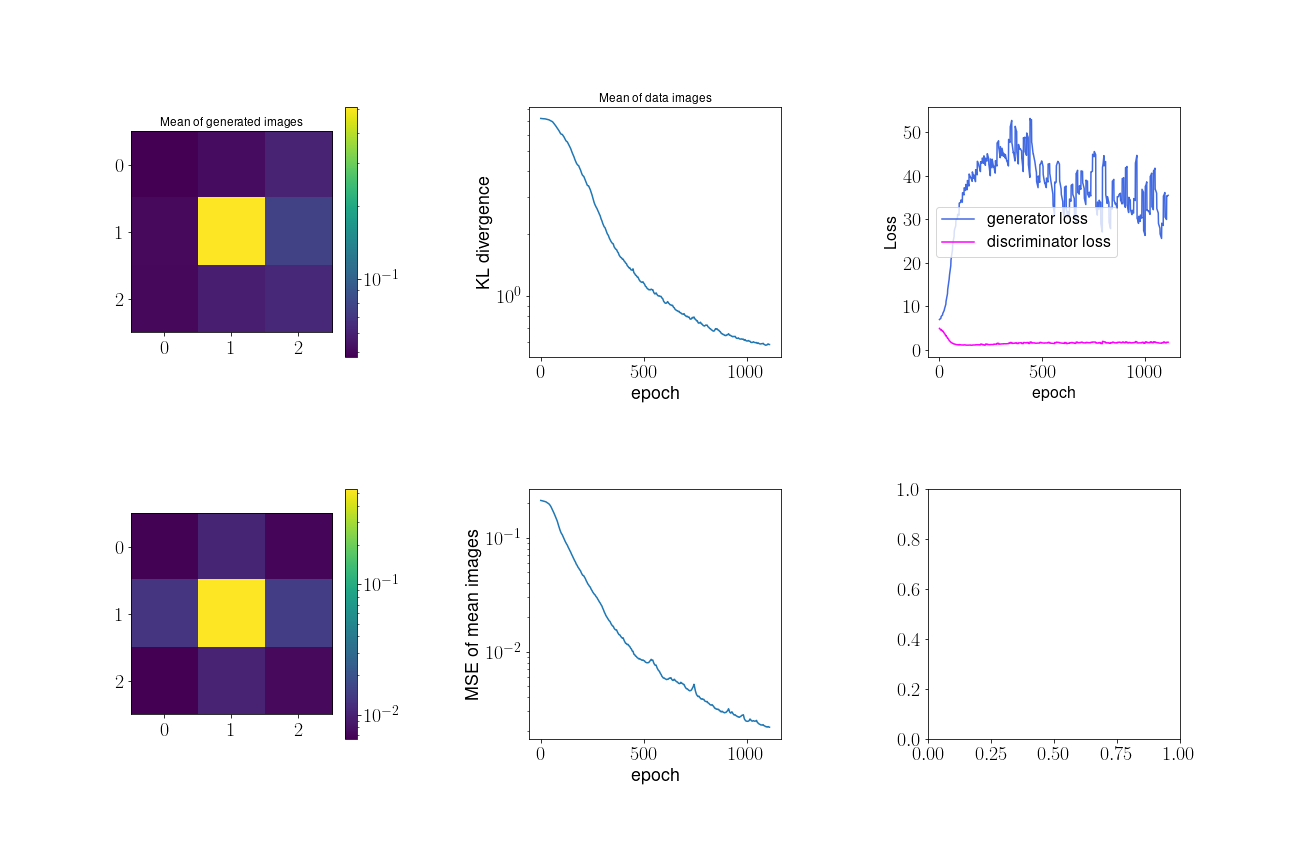 Mean of generated images
0
1
2
0 1 2
10⁻¹
Mean of data images
KL divergence
10⁰
0 500 1000
epoch
Loss
50
40
30
20
10
0
generator loss
discriminator loss
0 500 1000
epoch
0
1
2
0 1 2
10⁻¹
10⁻²
MSE of mean images
10⁻¹
10⁻²
0 500 1000
epoch
1.0
0.8
0.6
0.4
0.2
0.0
0.00 0.25 0.50 0.75 1.00